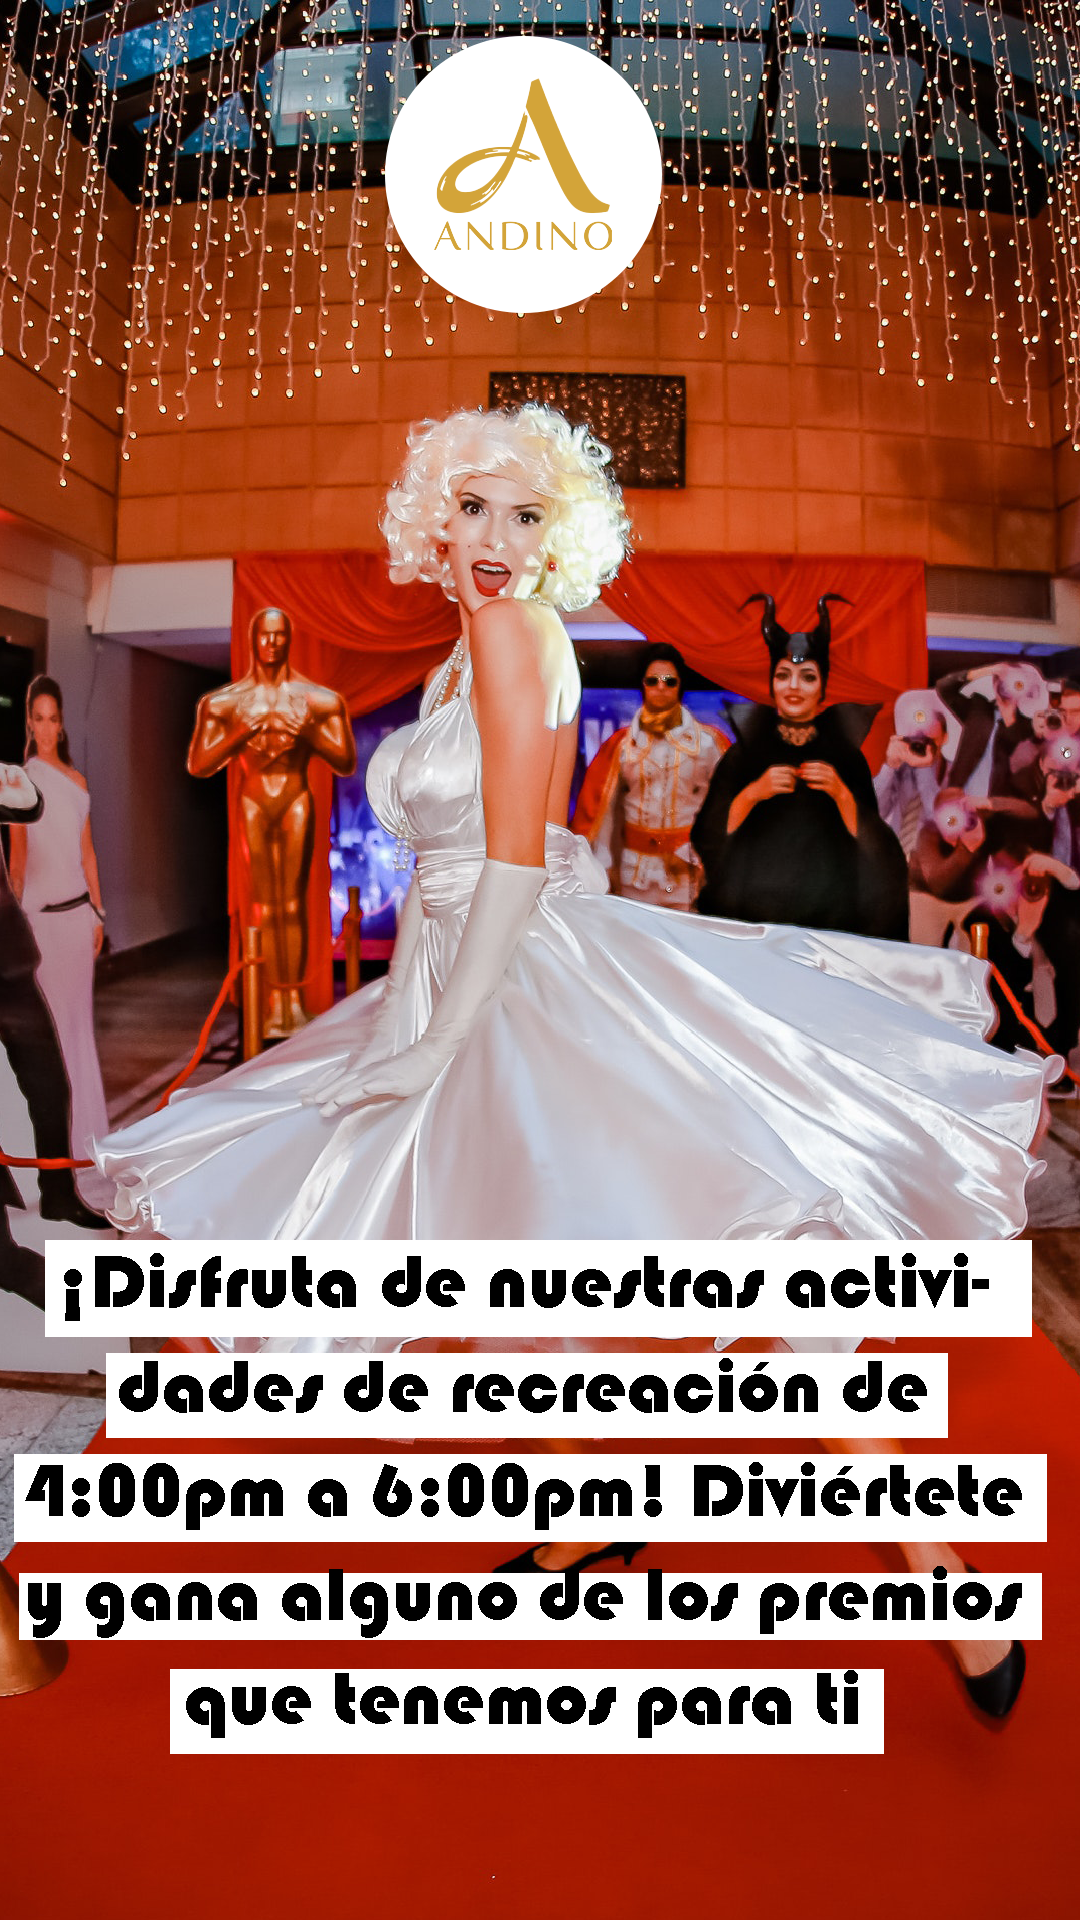 ANDINO
¡Disfruta de nuestras activi-
dades de recreación de
4:00pm a 6:00pm! Diviértete
y gana alguno de los premios
que tenemos para ti